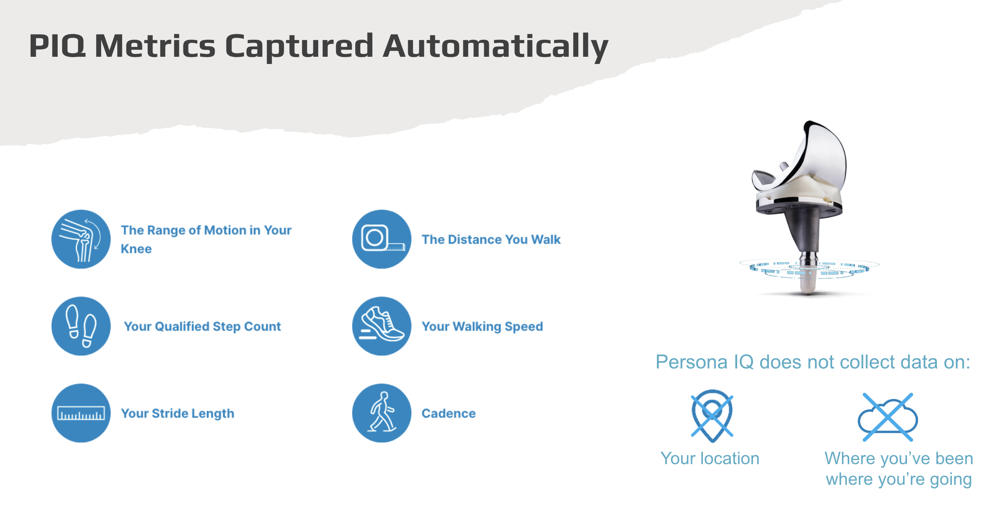 PIQ Metrics Captured Automatically
The Range of Motion in Your
Knee
The Distance You Walk
Your Qualified Step Count
Your Walking Speed
Your Stride Length
Cadence
Persona IQ does not collect data on:
Your location
Where you’ve been
where you’re going